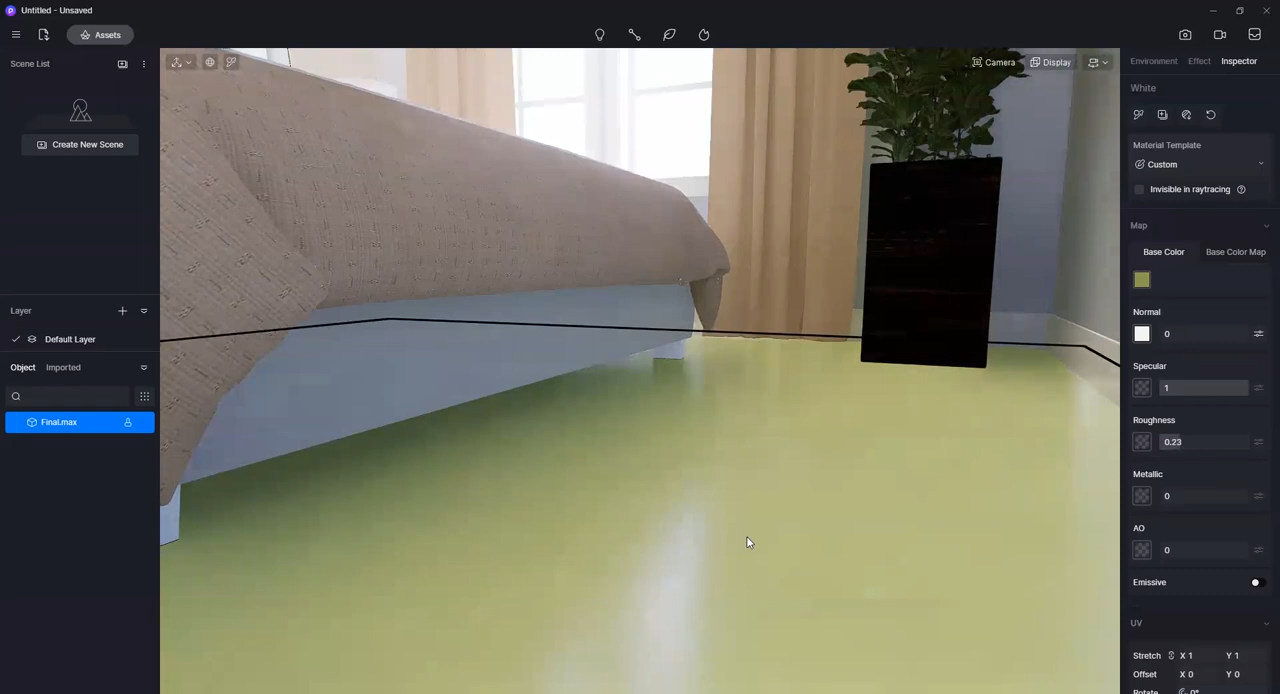 Untitled - Unsaved
Assets
Scene List
Camera
Display
Environment
Effect
Inspector
White
Create New Scene
Material Template
Custom
Invisible in raytracing
Map
Base Color
Base Color Map
Normal
0
Layer
Default Layer
Specular
1
Object
Imported
Roughness
0.23
Final.max
Metallic
0
AO
0
Emissive
UV
Stretch
X 1
Y 1
Offset
X 0
Y 0
Rotate
0°